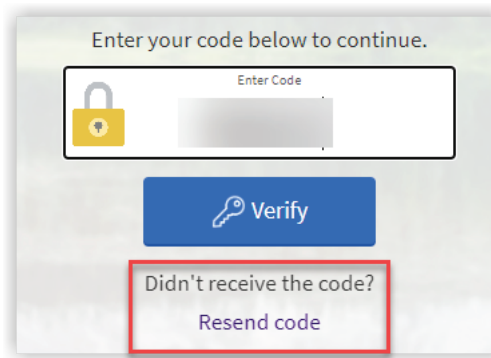 Enter your code below to continue.
Enter Code
Verify
Didn't receive the code?
Resend code